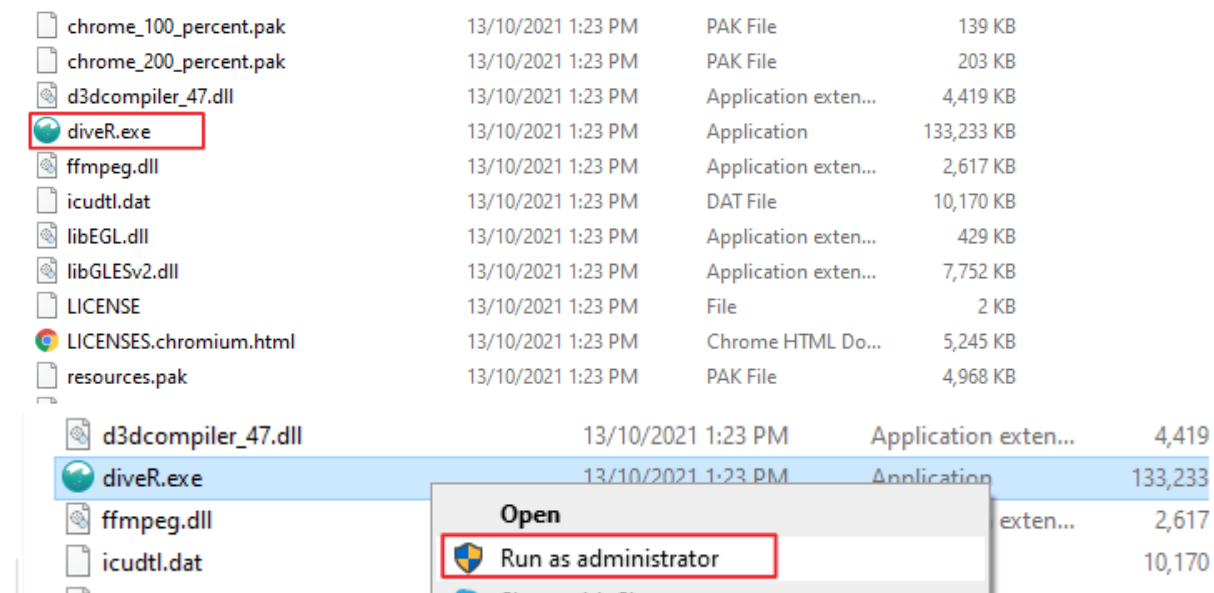 chrome_100_percent.pak 13/10/2021 1:23 PM PAK File 139 KB
chrome_200_percent.pak 13/10/2021 1:23 PM PAK File 203 KB
d3dcompiler_47.dll 13/10/2021 1:23 PM Application exten... 4,419 KB
diveR.exe 13/10/2021 1:23 PM Application 133,233 KB
ffmpeg.dll 13/10/2021 1:23 PM Application exten... 2,617 KB
icudtl.dat 13/10/2021 1:23 PM DAT File 10,170 KB
libEGL.dll 13/10/2021 1:23 PM Application exten... 429 KB
libGLESv2.dll 13/10/2021 1:23 PM Application exten... 7,752 KB
LICENSE 13/10/2021 1:23 PM File 2 KB
LICENSES.chromium.html 13/10/2021 1:23 PM Chrome HTML Do... 5,245 KB
resources.pak 13/10/2021 1:23 PM PAK File 4,968 KB
d3dcompiler_47.dll 13/10/2021 1:23 PM Application exten... 4,419
diveR.exe 13/10/2021 1:23 PM Application 133,233
ffmpeg.dll Open exten... 2,617
icudtl.dat Run as administrator 10,170